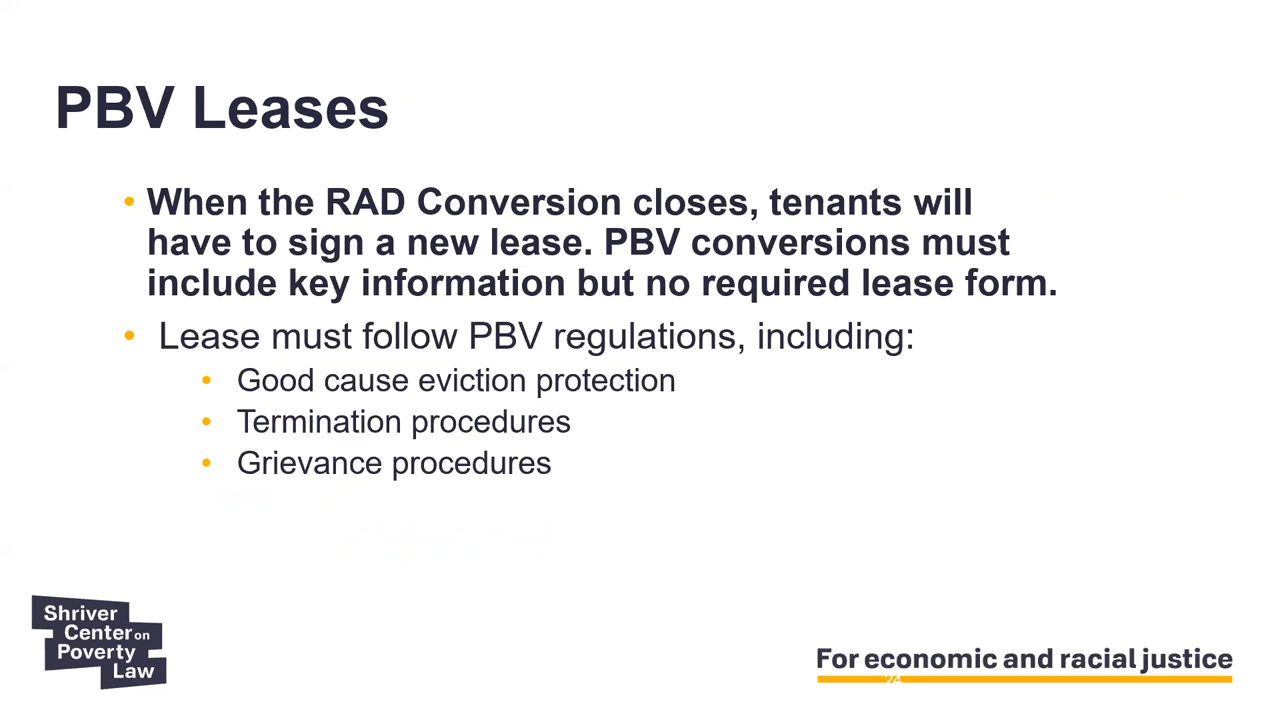 PBV Leases
• When the RAD Conversion closes, tenants will
have to sign a new lease. PBV conversions must
include key information but no required lease form.
• Lease must follow PBV regulations, including:
• Good cause eviction protection
• Termination procedures
• Grievance procedures
Shriver
Center on
Poverty
Law
For economic and racial justice
24